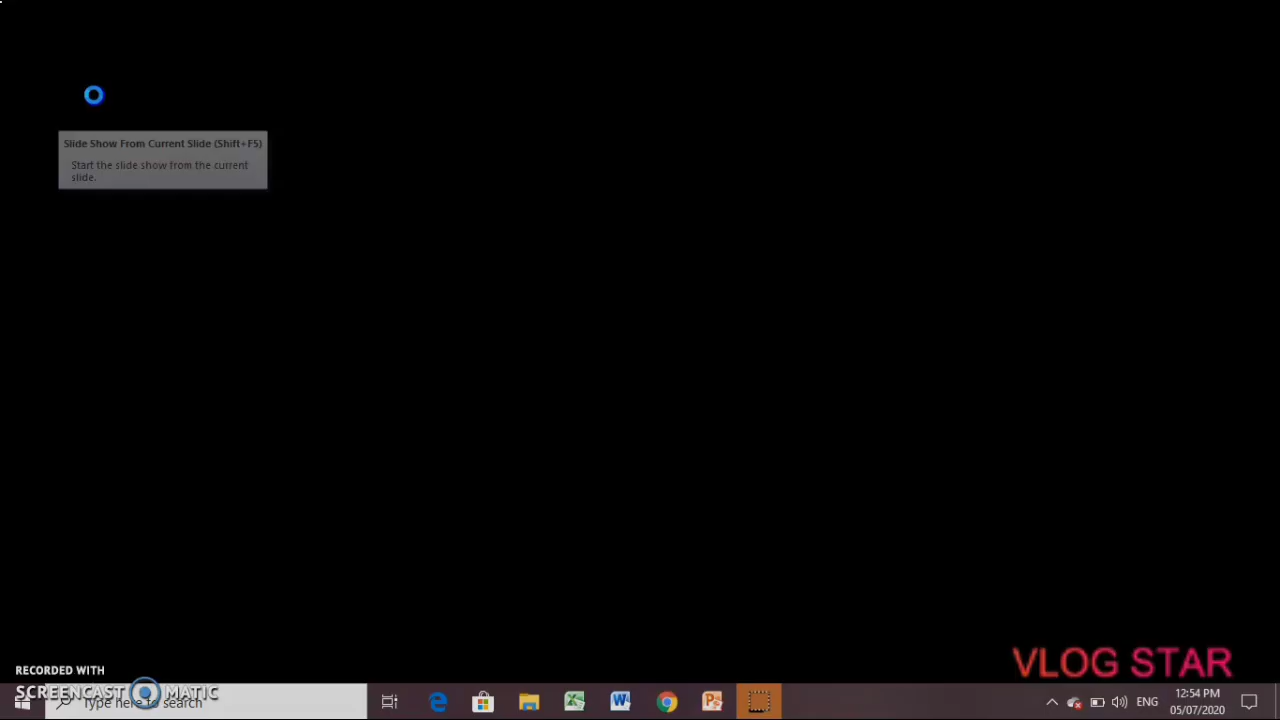 Slide Show From Current Slide (Shift+F5)
Start the slide show from the current
slide.
VLOG STAR
RECORDED WITH
SCREENCAST MATIC
Type here to search
ENG
12:54 PM
05/07/2020